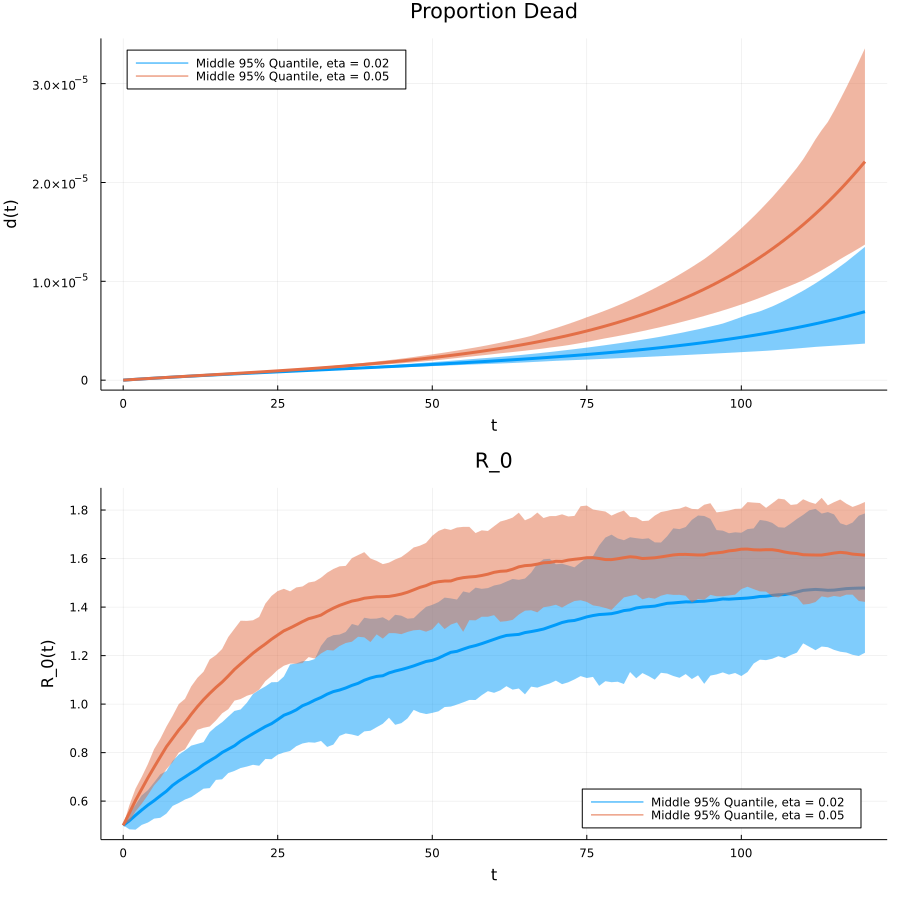 Proportion Dead
Middle 95% Quantile, eta = 0.02
Middle 95% Quantile, eta = 0.05
3.0×10⁻⁵
2.0×10⁻⁵
1.0×10⁻⁵
0
d(t)
0 25 50 75 100
t
R_0
1.8
1.6
1.4
1.2
1.0
0.8
0.6
R_0(t)
Middle 95% Quantile, eta = 0.02
Middle 95% Quantile, eta = 0.05
0 25 50 75 100
t